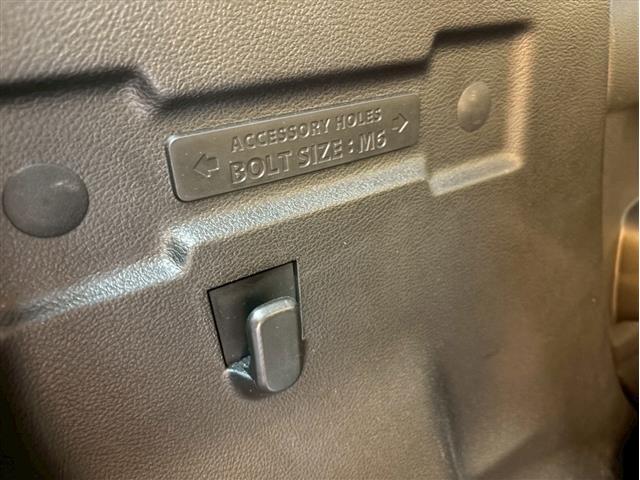 ACCESSORY HOLES
BOLT SIZE : M6